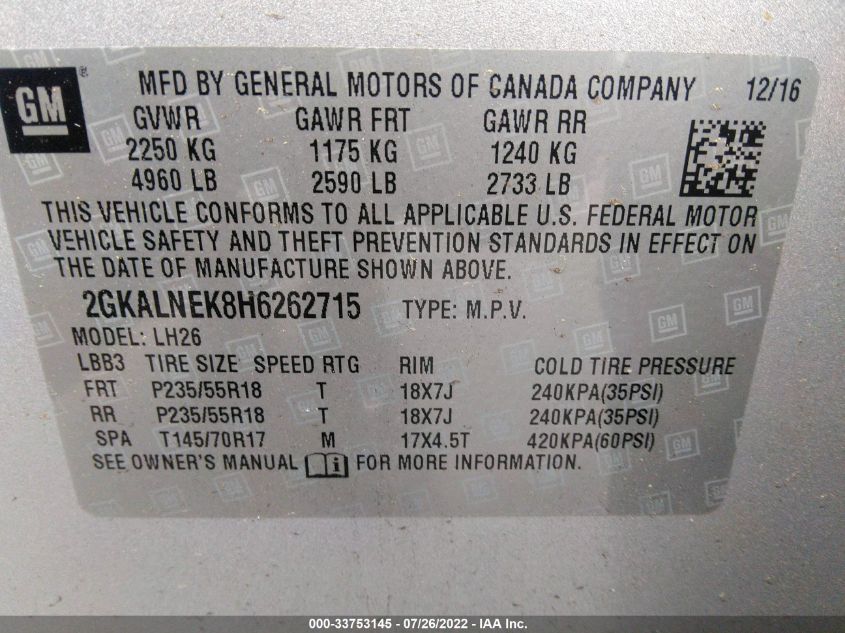 GM
MFD BY GENERAL MOTORS OF CANADA COMPANY 12/16
GVWR GAWR FRT GAWR RR
2250 KG 1175 KG 1240 KG
4960 LB 2590 LB 2733 LB
THIS VEHICLE CONFORMS TO ALL APPLICABLE U.S. FEDERAL MOTOR
VEHICLE SAFETY AND THEFT PREVENTION STANDARDS IN EFFECT ON
THE DATE OF MANUFACTURE SHOWN ABOVE.
2GKALNEK8H6262715 TYPE: M.P.V.
MODEL: LH26
LBB3 TIRE SIZE SPEED RTG RIM COLD TIRE PRESSURE
FRT P235/55R18 T 18X7J 240KPA(35PSI)
RR P235/55R18 T 18X7J 240KPA(35PSI)
SPA T145/70R17 M 17X4.5T 420KPA(60PSI)
SEE OWNER'S MANUAL i FOR MORE INFORMATION.
000-33753145 - 07/26/2022 - IAA Inc.